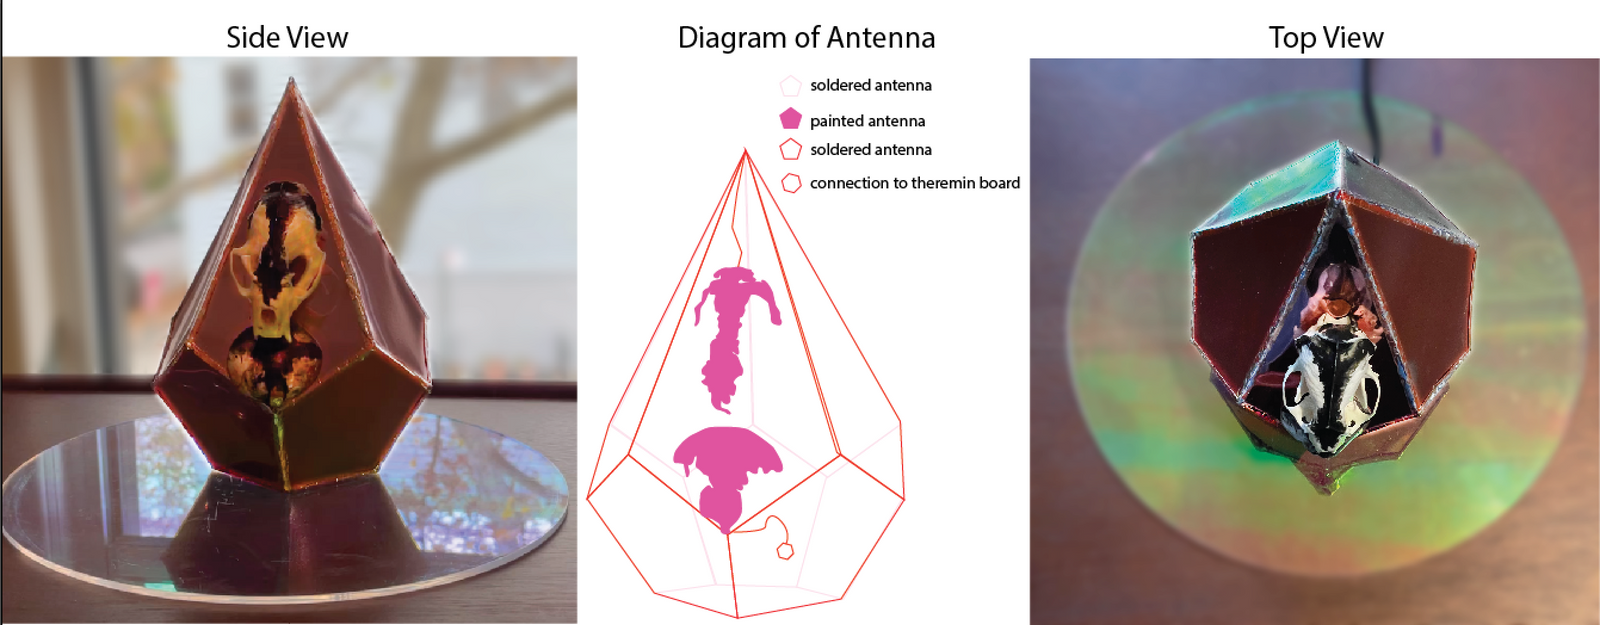 Side View
Diagram of Antenna
Top View
soldered antenna
painted antenna
soldered antenna
connection to theremin board